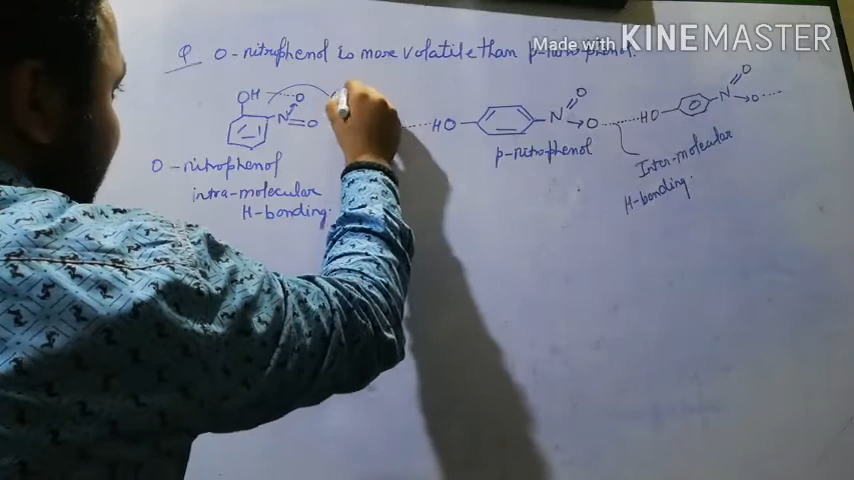 Made with KINEMASTER
Q o-nitrophenol is more volatile than p-nitrophenol.
OH O
N O
HO N O O
HO N O O
o-nitrophenol
intra-molecular
H-bonding.
p-nitrophenol
Inter-molecular
H-bonding.